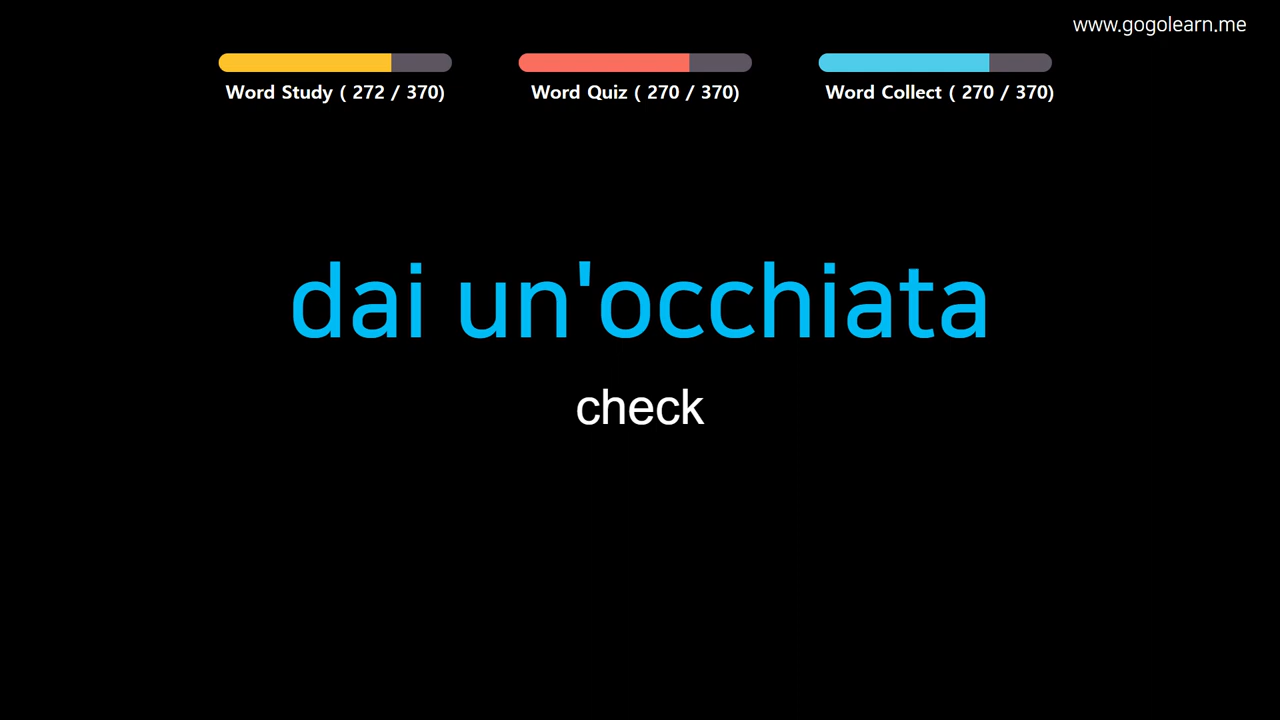 www.gogolearn.me
Word Study ( 272 / 370)
Word Quiz ( 270 / 370)
Word Collect ( 270 / 370)
dai un'occhiata
check